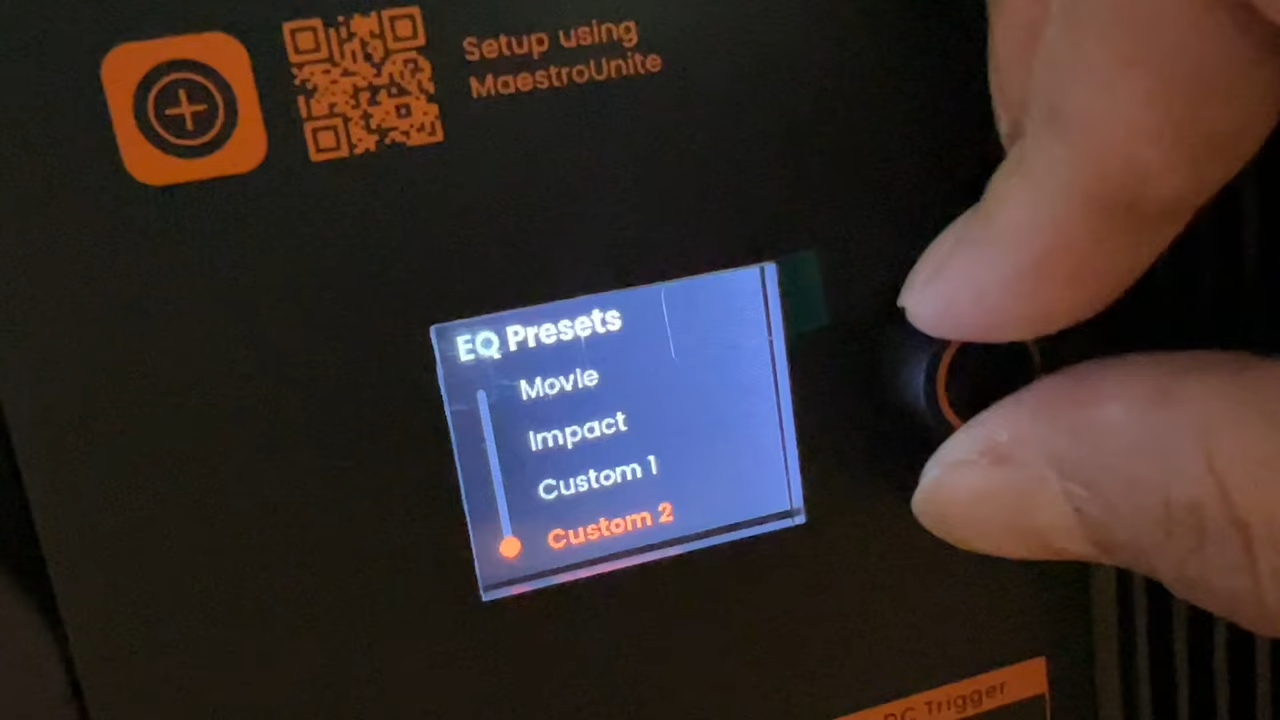 Setup using
MaestroUnite
EQ Presets
Movie
Impact
Custom 1
Custom 2
DC Trigger